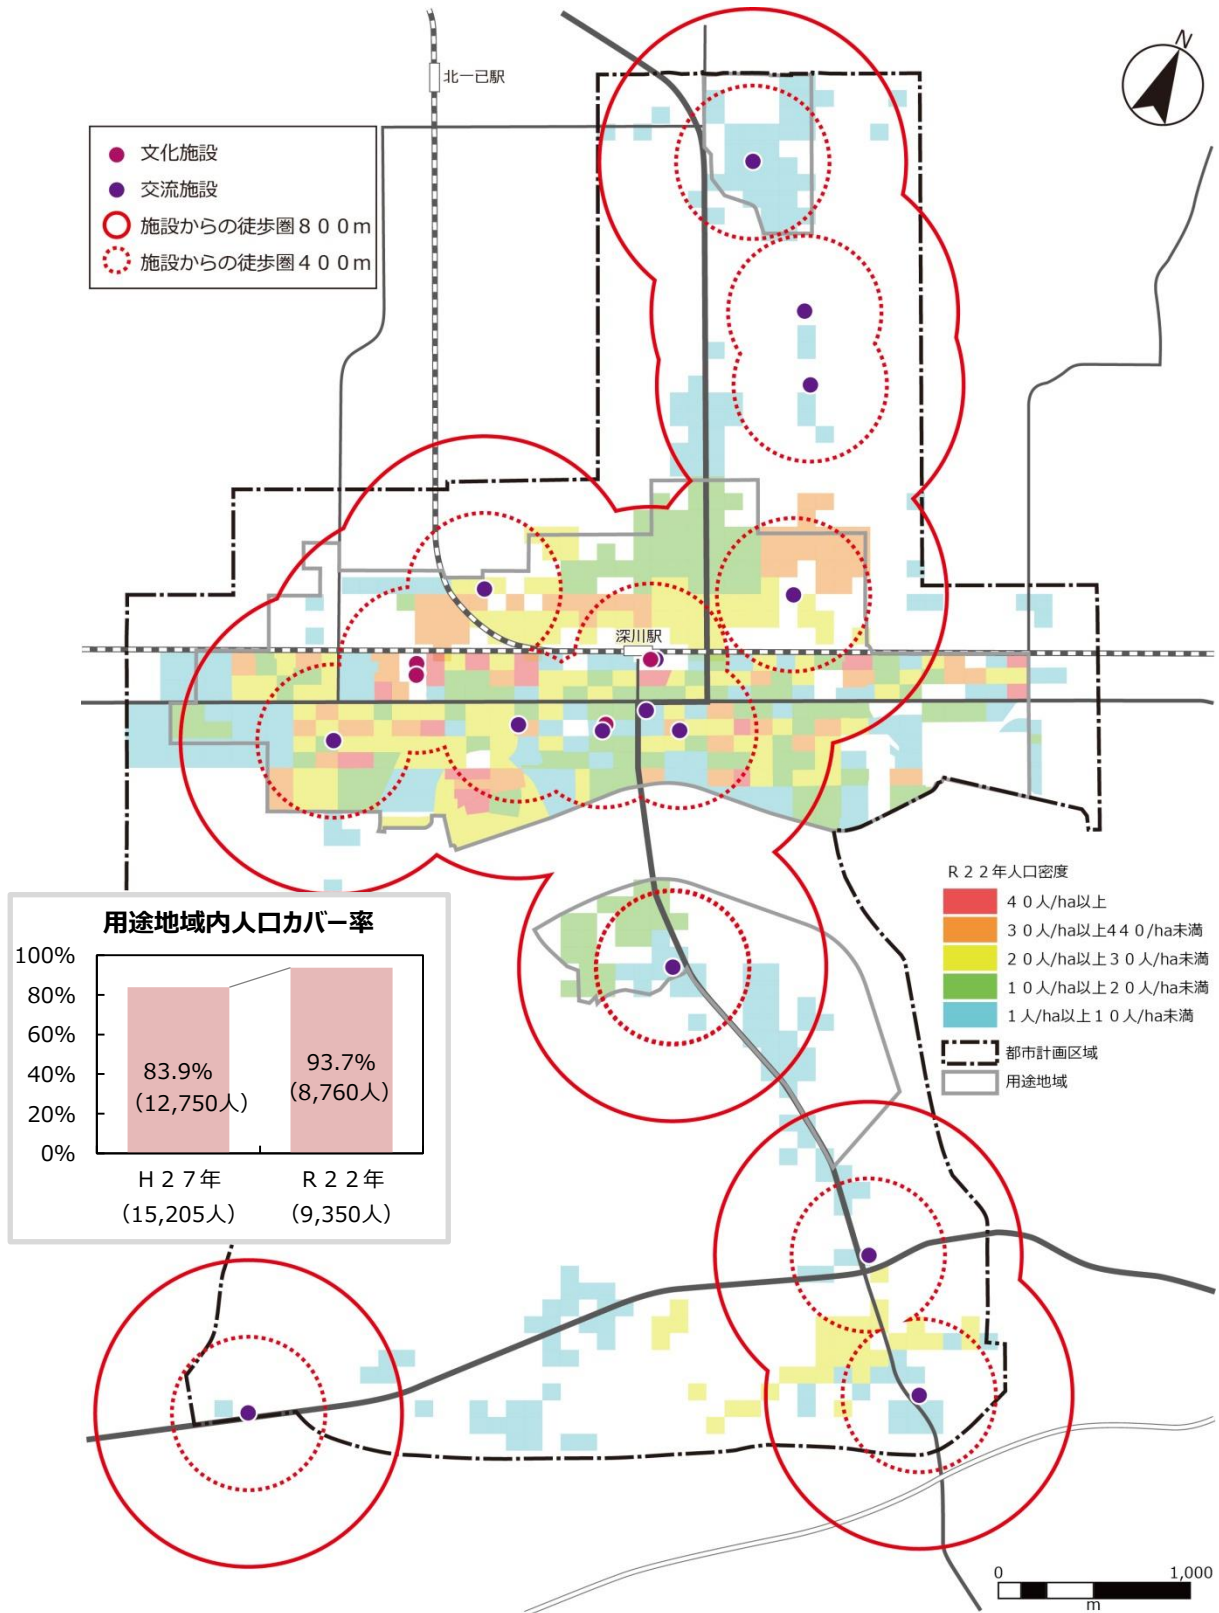 N
北一已駅
文化施設
交流施設
施設からの徒歩圏８００ｍ
施設からの徒歩圏４００ｍ
深川駅
Ｒ２２年人口密度
４０人/ha以上
３０人/ha以上４４０/ha未満
２０人/ha以上３０人/ha未満
１０人/ha以上２０人/ha未満
１人/ha以上１０人/ha未満
都市計画区域
用途地域
用途地域内人口カバー率
100%
80%
60%
40%
20%
0%
83.9%
（12,750人）
93.7%
（8,760人）
Ｈ２７年
（15,205人）
Ｒ２２年
（9,350人）
0 1,000
m